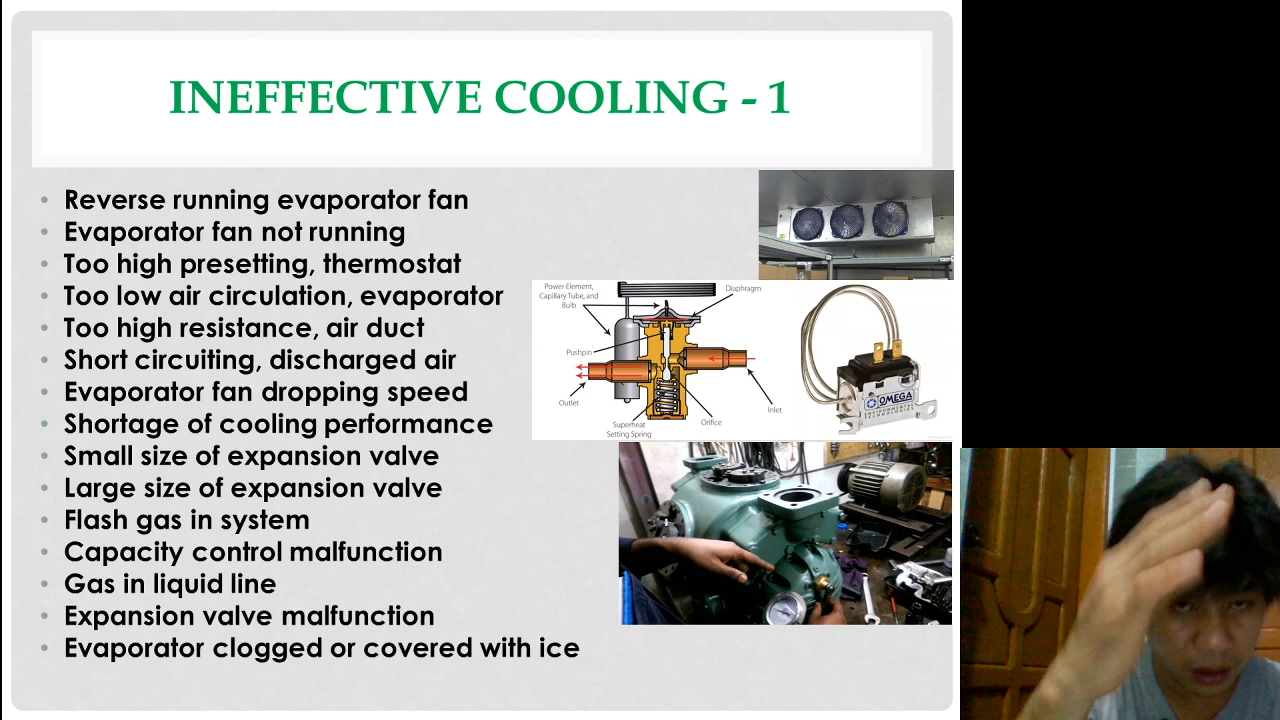 INEFFECTIVE COOLING - 1
• Reverse running evaporator fan
• Evaporator fan not running
• Too high presetting, thermostat
• Too low air circulation, evaporator
• Too high resistance, air duct
• Short circuiting, discharged air
• Evaporator fan dropping speed
• Shortage of cooling performance
• Small size of expansion valve
• Large size of expansion valve
• Flash gas in system
• Capacity control malfunction
• Gas in liquid line
• Expansion valve malfunction
• Evaporator clogged or covered with ice
Power Element,
Capillary Tube, and
Bulb
Diaphragm
Pushpin
Outlet
Inlet
Superheat
Setting Spring
Orifice
OMEGA
ENVIRONMENTAL
TECHNOLOGIES